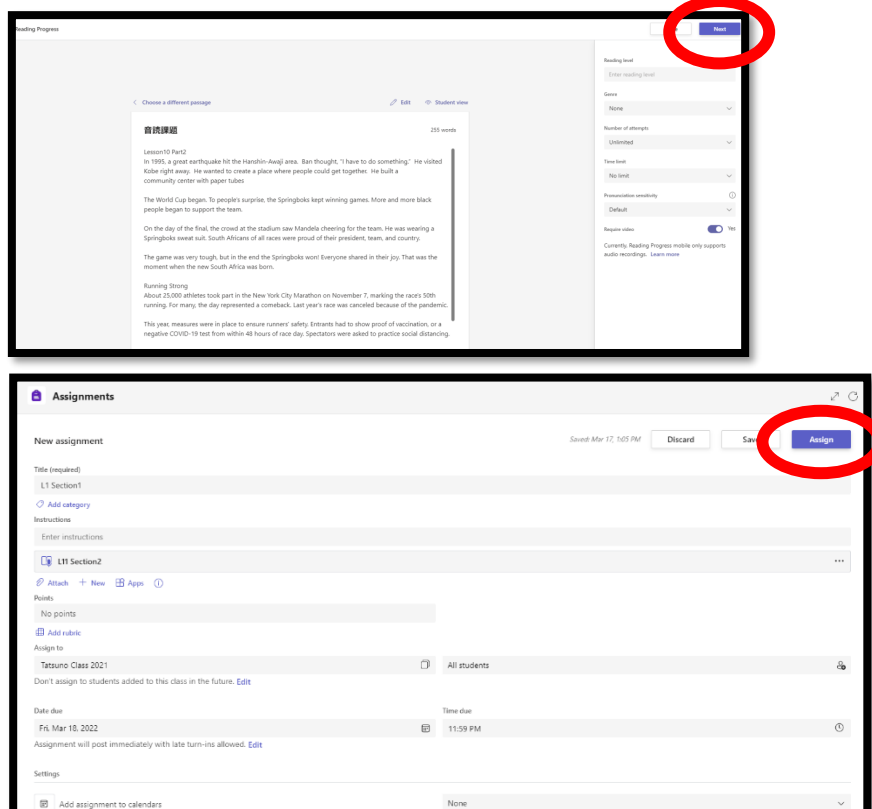 Reading Progress
Next
Reading level
Enter reading level
Genre
None
Number of attempts
Unlimited
Time limit
No limit
Pronunciation sensitivity
Default
Require video
Yes
Currently, Reading Progress mobile only supports
audio recordings. Learn more
Choose a different passage
Edit
Student view
音読課題
255 words
Lesson10 Part2
In 1995, a great earthquake hit the Hanshin-Awaji area. Ban thought, "I have to do something." He visited
Kobe right away. He wanted to create a place where people could get together. He built a
community center with paper tubes
The World Cup began. To people's surprise, the Springboks kept winning games. More and more black
people began to support the team.
On the day of the final, the crowd at the stadium saw Mandela cheering for the team. He was wearing a
Springboks sweat suit. South Africans of all races were proud of their president, team, and country.
The game was very tough, but in the end the Springboks won! Everyone shared in their joy. That was the
moment when the new South Africa was born.
Running Strong
About 25,000 athletes took part in the New York City Marathon on November 7, marking the race's 50th
running. For many, the day represented a comeback. Last year's race was canceled because of the pandemic.
This year, measures were in place to ensure runners' safety. Entrants had to show proof of vaccination, or a
negative COVID-19 test from within 48 hours of race day. Spectators were asked to practice social distancing.
Assignments
New assignment
Saved: Mar 17, 1:05 PM
Discard
Assign
Title (required)
L1 Section1
Add category
Instructions
Enter instructions
L11 Section2
Attach
New
Apps
Points
No points
Add rubric
Assign to
Tatsuno Class 2021
All students
Don't assign to students added to this class in the future. Edit
Date due
Time due
Fri, Mar 18, 2022
11:59 PM
Assignment will post immediately with late turn-ins allowed. Edit
Settings
Add assignment to calendars
None